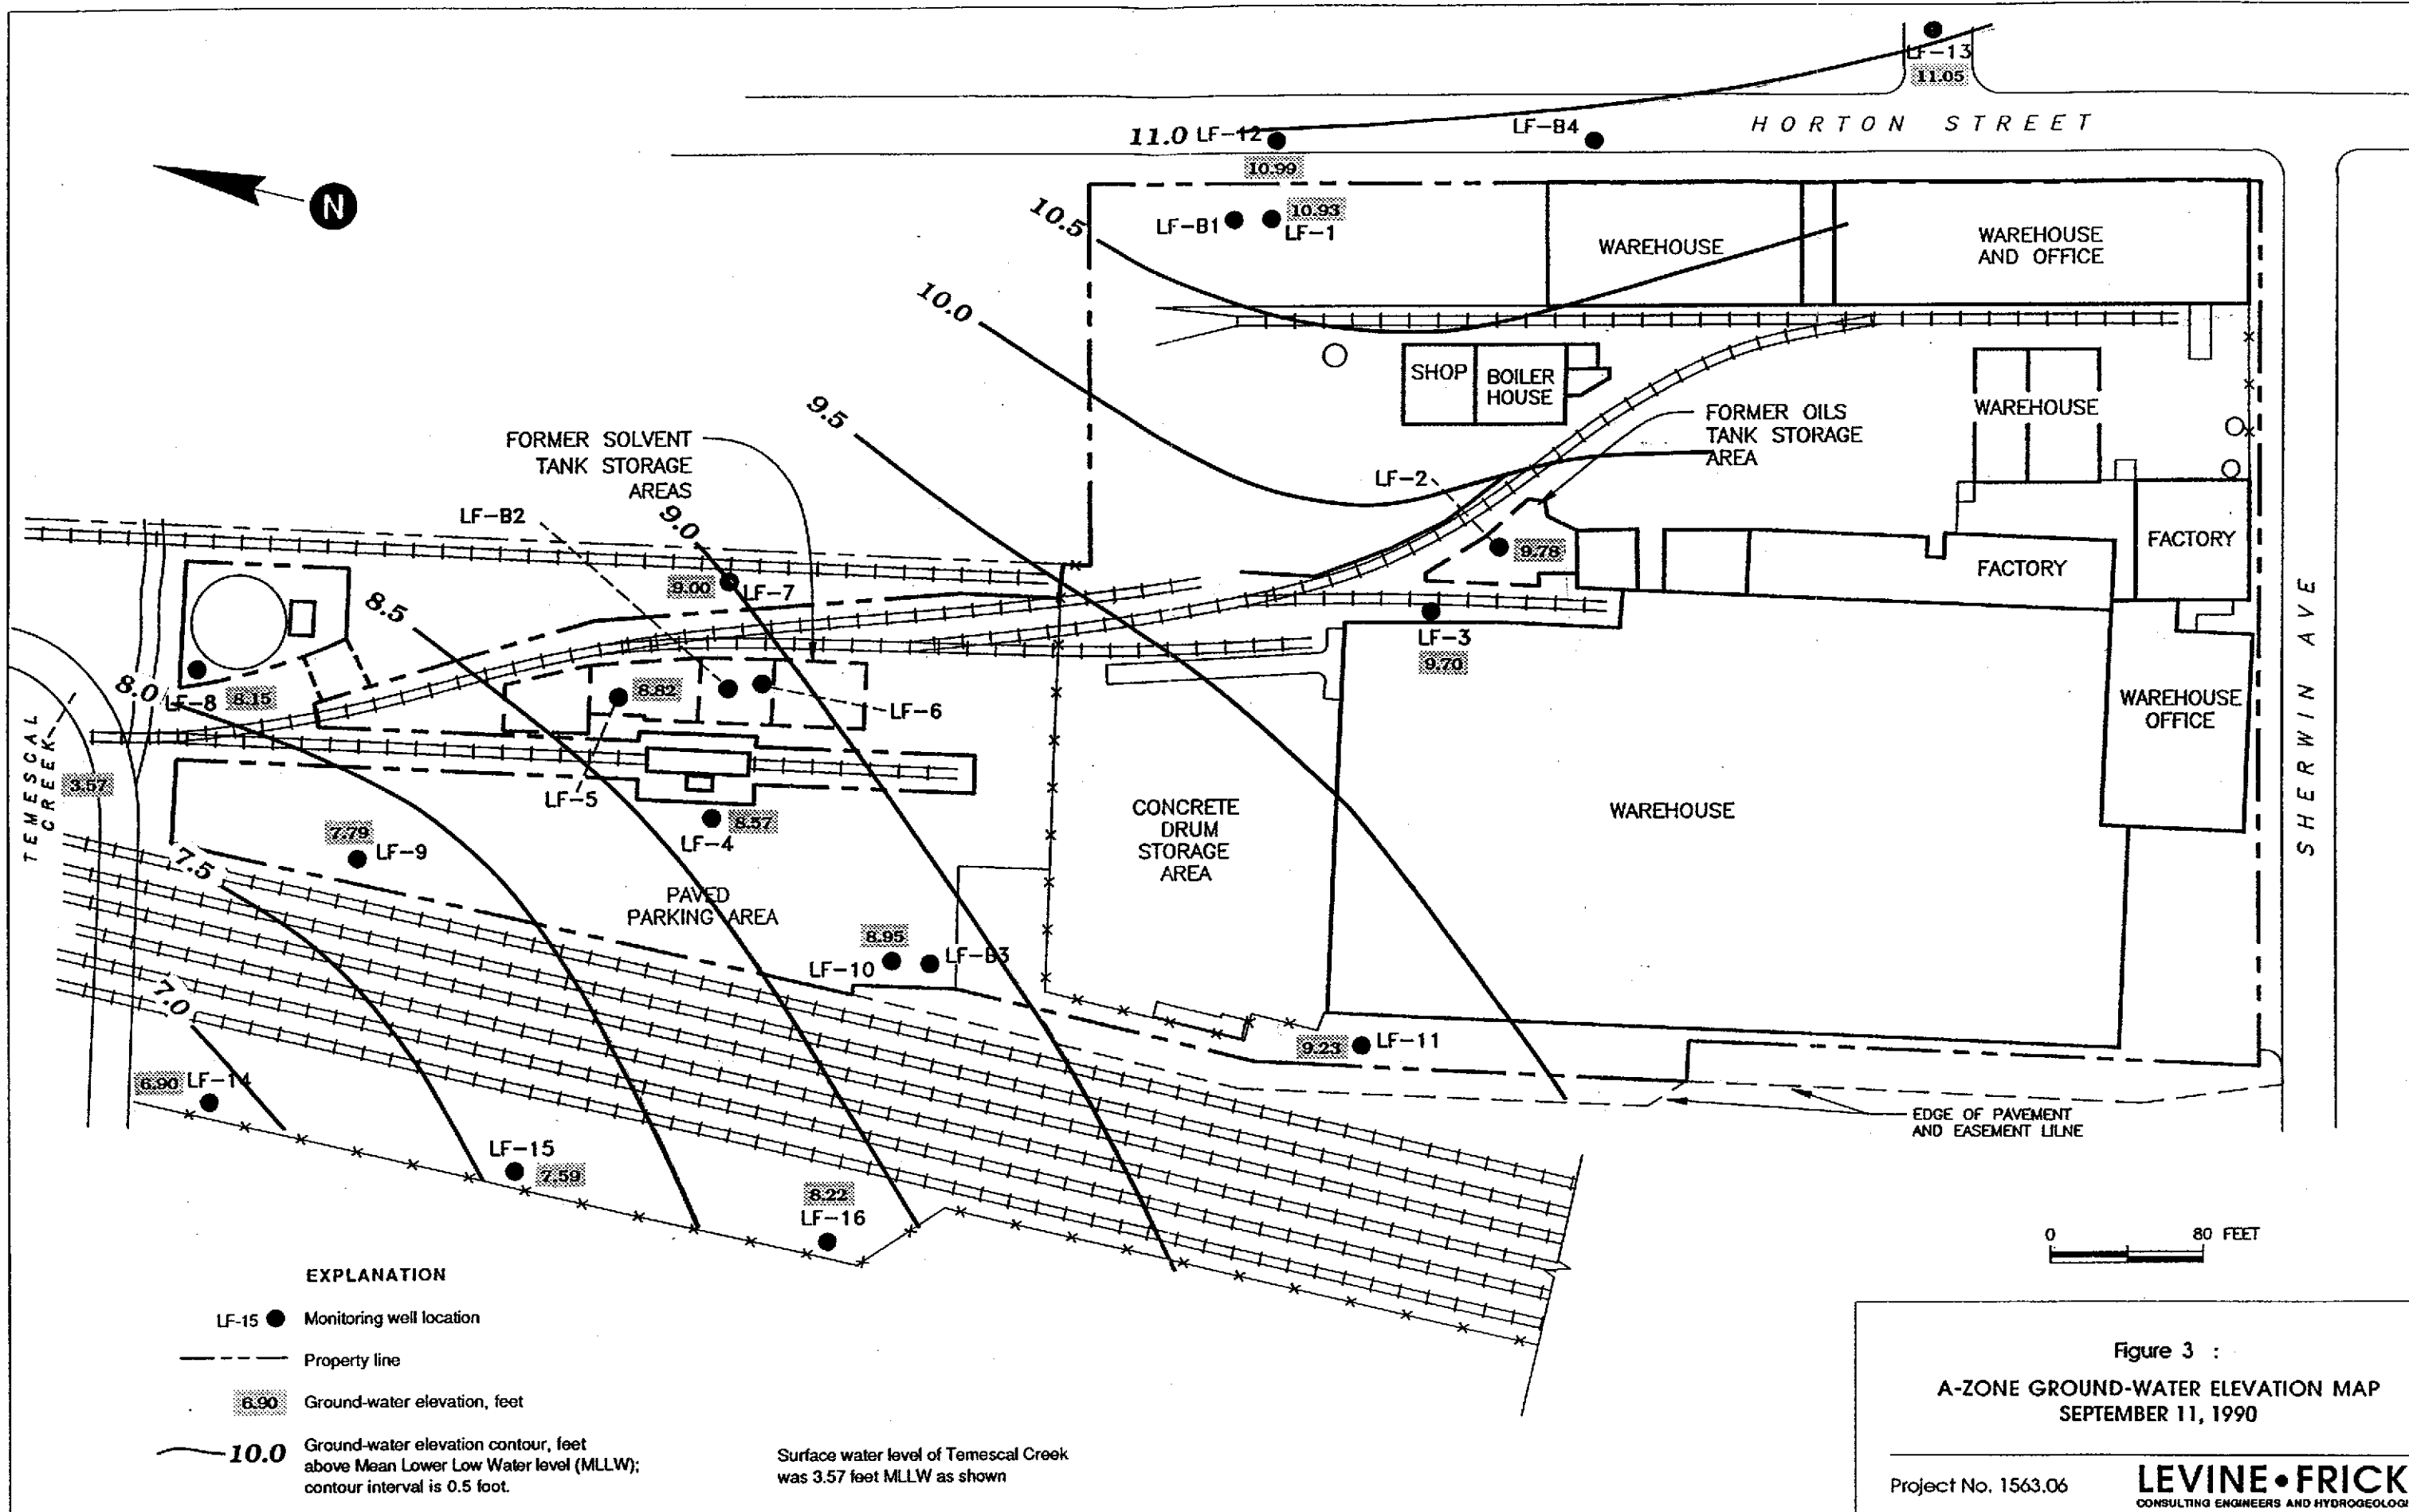 LF-13
11.05
HORTON STREET
11.0 LF-12
10.99
LF-B4
N
10.5
LF-B1
10.93
LF-1
WAREHOUSE
WAREHOUSE
AND OFFICE
10.0
SHOP
BOILER
HOUSE
FORMER OILS
TANK STORAGE
AREA
WAREHOUSE
9.5
FORMER SOLVENT
TANK STORAGE
AREAS
LF-2
9.78
LF-B2
9.0
9.00
LF-7
FACTORY
FACTORY
8.5
LF-3
9.70
SHERWIN AVE
8.0
LF-8
8.15
8.82
LF-6
WAREHOUSE
OFFICE
TEMESCAL
CREEK
3.57
LF-5
8.57
LF-4
CONCRETE
DRUM
STORAGE
AREA
WAREHOUSE
7.79
LF-9
7.5
PAVED
PARKING AREA
8.95
LF-10
LF-B3
7.0
9.23
LF-11
6.90
LF-14
EDGE OF PAVEMENT
AND EASEMENT LILNE
LF-15
7.59
8.22
LF-16
0 80 FEET
EXPLANATION
LF-15 Monitoring well location
Property line
6.90 Ground-water elevation, feet
10.0 Ground-water elevation contour, feet
above Mean Lower Low Water level (MLLW);
contour interval is 0.5 foot.
Surface water level of Temescal Creek
was 3.57 feet MLLW as shown
Figure 3 :
A-ZONE GROUND-WATER ELEVATION MAP
SEPTEMBER 11, 1990
Project No. 1563.06
LEVINE•FRICK
CONSULTING ENGINEERS AND HYDROGEOLOGI